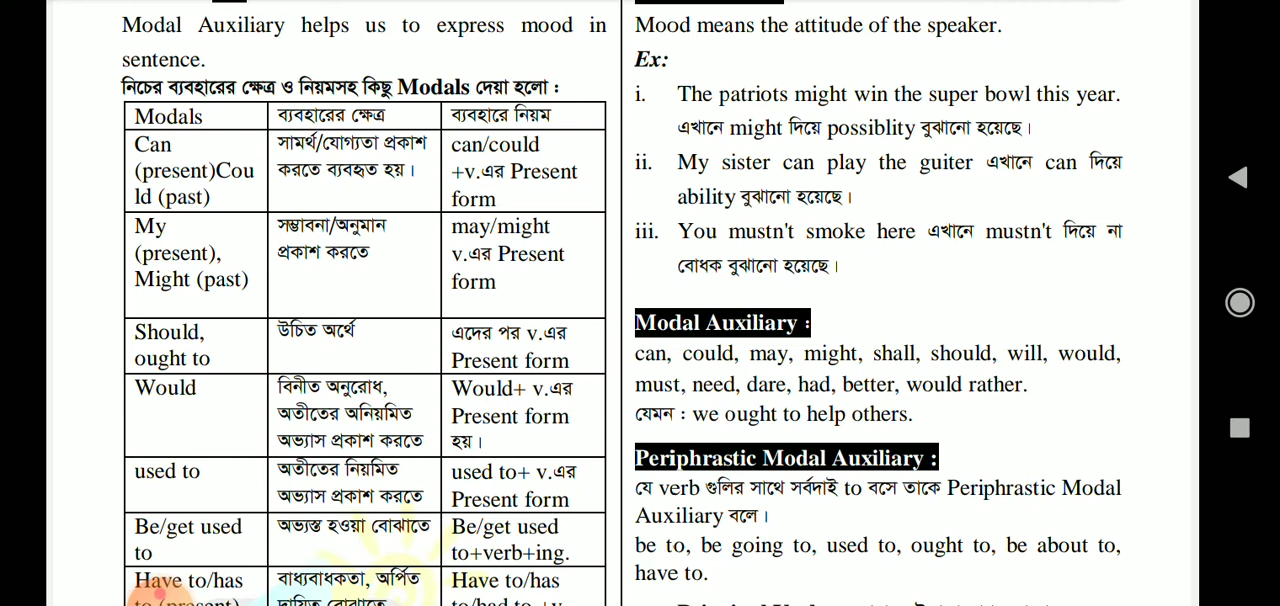 Modal Auxiliary helps us to express mood in
sentence.
নিচের ব্যবহারের ক্ষেত্র ও নিয়মসহ কিছু Modals দেয়া হলো :
Modals ব্যবহারের ক্ষেত্র ব্যবহারে নিয়ম
Can সামর্থ/যোগ্যতা প্রকাশ can/could
(present)Cou করতে ব্যবহৃত হয়। +v.এর Present
ld (past) form
My সম্ভাবনা/অনুমান may/might
(present), প্রকাশ করতে v.এর Present
Might (past) form
Should, উচিত অর্থে এদের পর v.এর
ought to Present form
Would বিনীত অনুরোধ, Would+ v.এর
অতীতের অনিয়মিত Present form
অভ্যাস প্রকাশ করতে হয়।
used to অতীতের নিয়মিত used to+ v.এর
অভ্যাস প্রকাশ করতে Present form
Be/get used অভ্যস্ত হওয়া বোঝাতে Be/get used
to to+verb+ing.
Have to/has বাধ্যবাধকতা, অর্পিত Have to/has
to (present) দায়িত্ব বোঝাতে to/had to +v
Mood means the attitude of the speaker.
Ex:
i. The patriots might win the super bowl this year.
এখানে might দিয়ে possiblity বুঝানো হয়েছে।
ii. My sister can play the guiter এখানে can দিয়ে
ability বুঝানো হয়েছে।
iii. You mustn't smoke here এখানে mustn't দিয়ে না
বোধক বুঝানো হয়েছে।
Modal Auxiliary :
can, could, may, might, shall, should, will, would,
must, need, dare, had, better, would rather.
যেমন : we ought to help others.
Periphrastic Modal Auxiliary :
যে verb গুলির সাথে সর্বদাই to বসে তাকে Periphrastic Modal
Auxiliary বলে।
be to, be going to, used to, ought to, be about to,
have to.